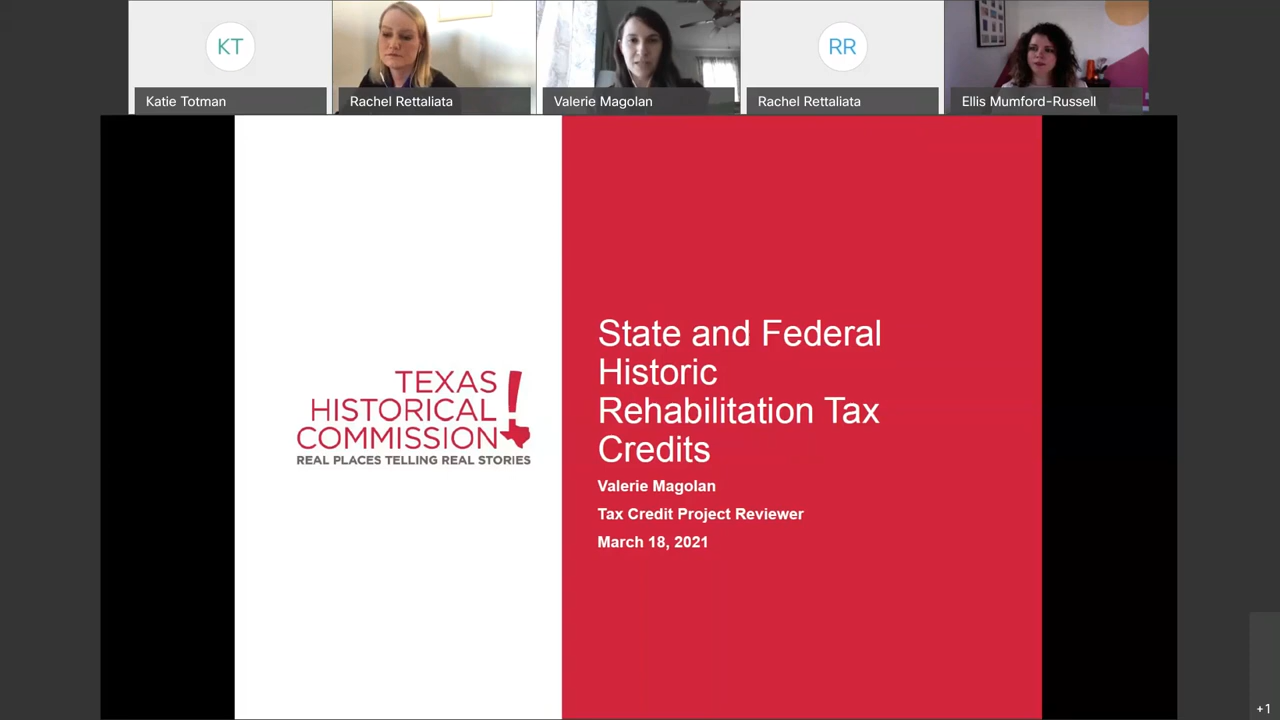 KT
RR
Katie Totman
Rachel Rettaliata
Valerie Magolan
Rachel Rettaliata
Ellis Mumford-Russell
TEXAS
HISTORICAL
COMMISSION
REAL PLACES TELLING REAL STORIES
State and Federal
Historic
Rehabilitation Tax
Credits
Valerie Magolan
Tax Credit Project Reviewer
March 18, 2021
+1